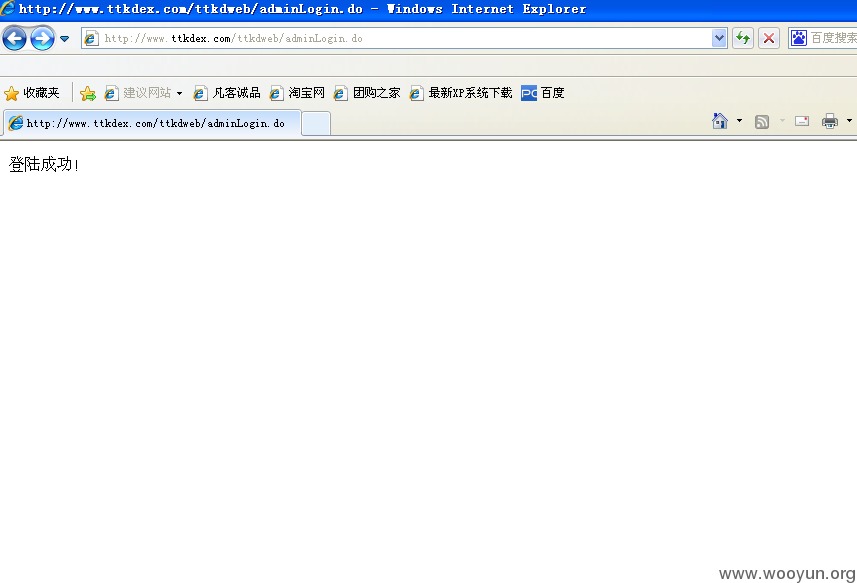 http://www.ttkdex.com/ttkdweb/adminLogin.do - Windows Internet Explorer
http://www.ttkdex.com/ttkdweb/adminLogin.do 百度搜索
收藏夹 建议网站 凡客诚品 淘宝网 团购之家 最新XP系统下载 PC 百度
http://www.ttkdex.com/ttkdweb/adminLogin.do
登陆成功!
www.wooyun.org